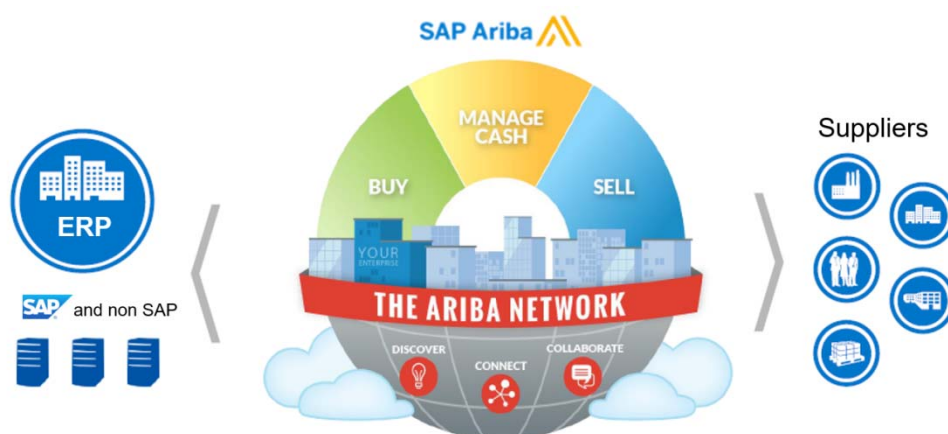 SAP Ariba
MANAGE
CASH
BUY
SELL
Suppliers
ERP
YOUR
ENTERPRISE
SAP and non SAP
THE ARIBA NETWORK
DISCOVER
CONNECT
COLLABORATE